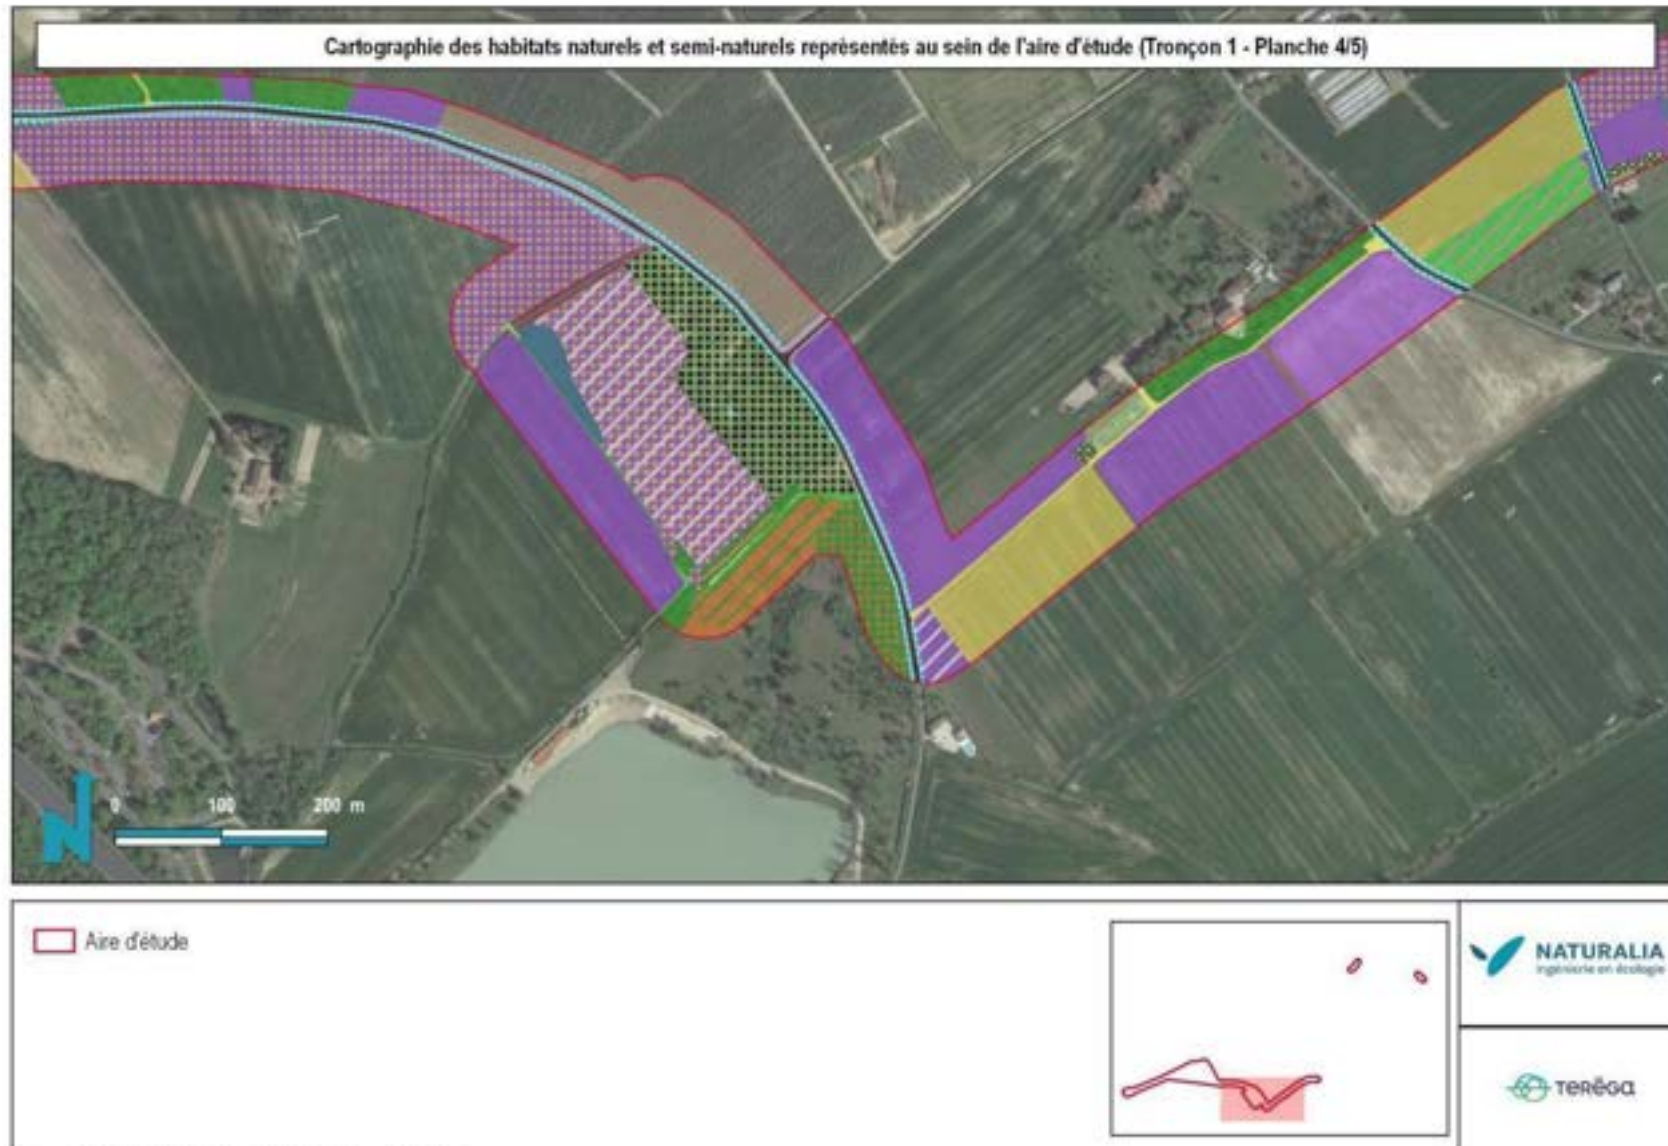 Cartographie des habitats naturels et semi-naturels représentés au sein de l'aire d'étude (Tronçon 1 - Planche 4/5)
0 100 200 m
Aire d'étude
NATURALIA
Ingénierie en écologie
TERÉGA